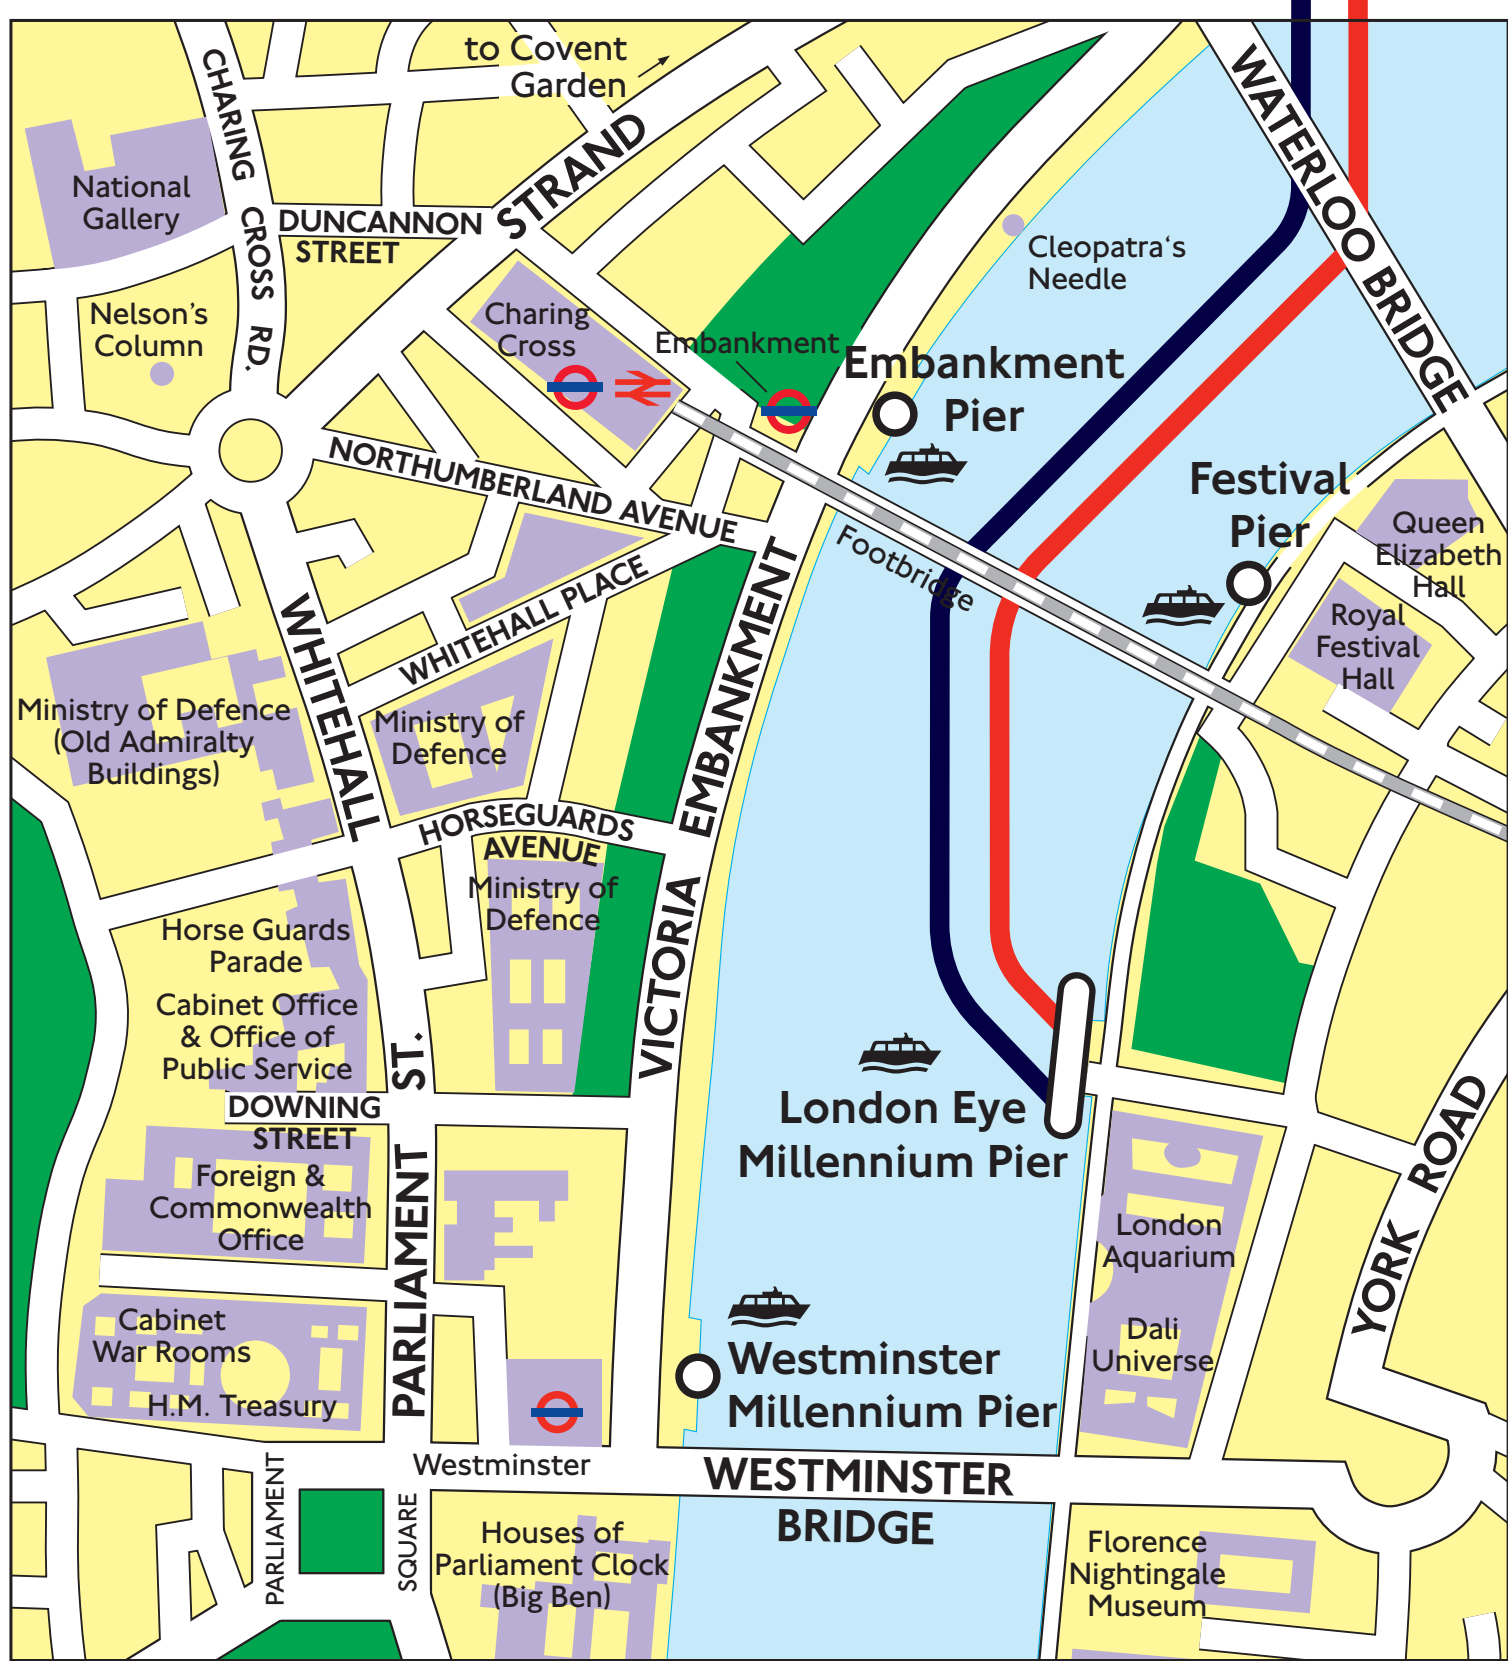 to Covent
Garden
CHARING
CROSS
RD.
STRAND
WATERLOO BRIDGE
National
Gallery
DUNCANNON
STREET
Cleopatra‘s
Needle
Nelson’s
Column
Charing
Cross
Embankment
Embankment
Pier
NORTHUMBERLAND AVENUE
Festival
Pier
Queen
Elizabeth
Hall
Footbridge
WHITEHALL PLACE
Royal
Festival
Hall
WHITEHALL
Ministry of Defence
(Old Admiralty
Buildings)
Ministry of
Defence
VICTORIA EMBANKMENT
HORSEGUARDS
AVENUE
Ministry of
Defence
Horse Guards
Parade
Cabinet Office
& Office of
Public Service
PARLIAMENT ST.
DOWNING
STREET
London Eye
Millennium Pier
Foreign &
Commonwealth
Office
London
Aquarium
YORK ROAD
Cabinet
War Rooms
H.M. Treasury
Dali
Universe
Westminster
Millennium Pier
Westminster
WESTMINSTER
BRIDGE
PARLIAMENT
SQUARE
Houses of
Parliament Clock
(Big Ben)
Florence
Nightingale
Museum